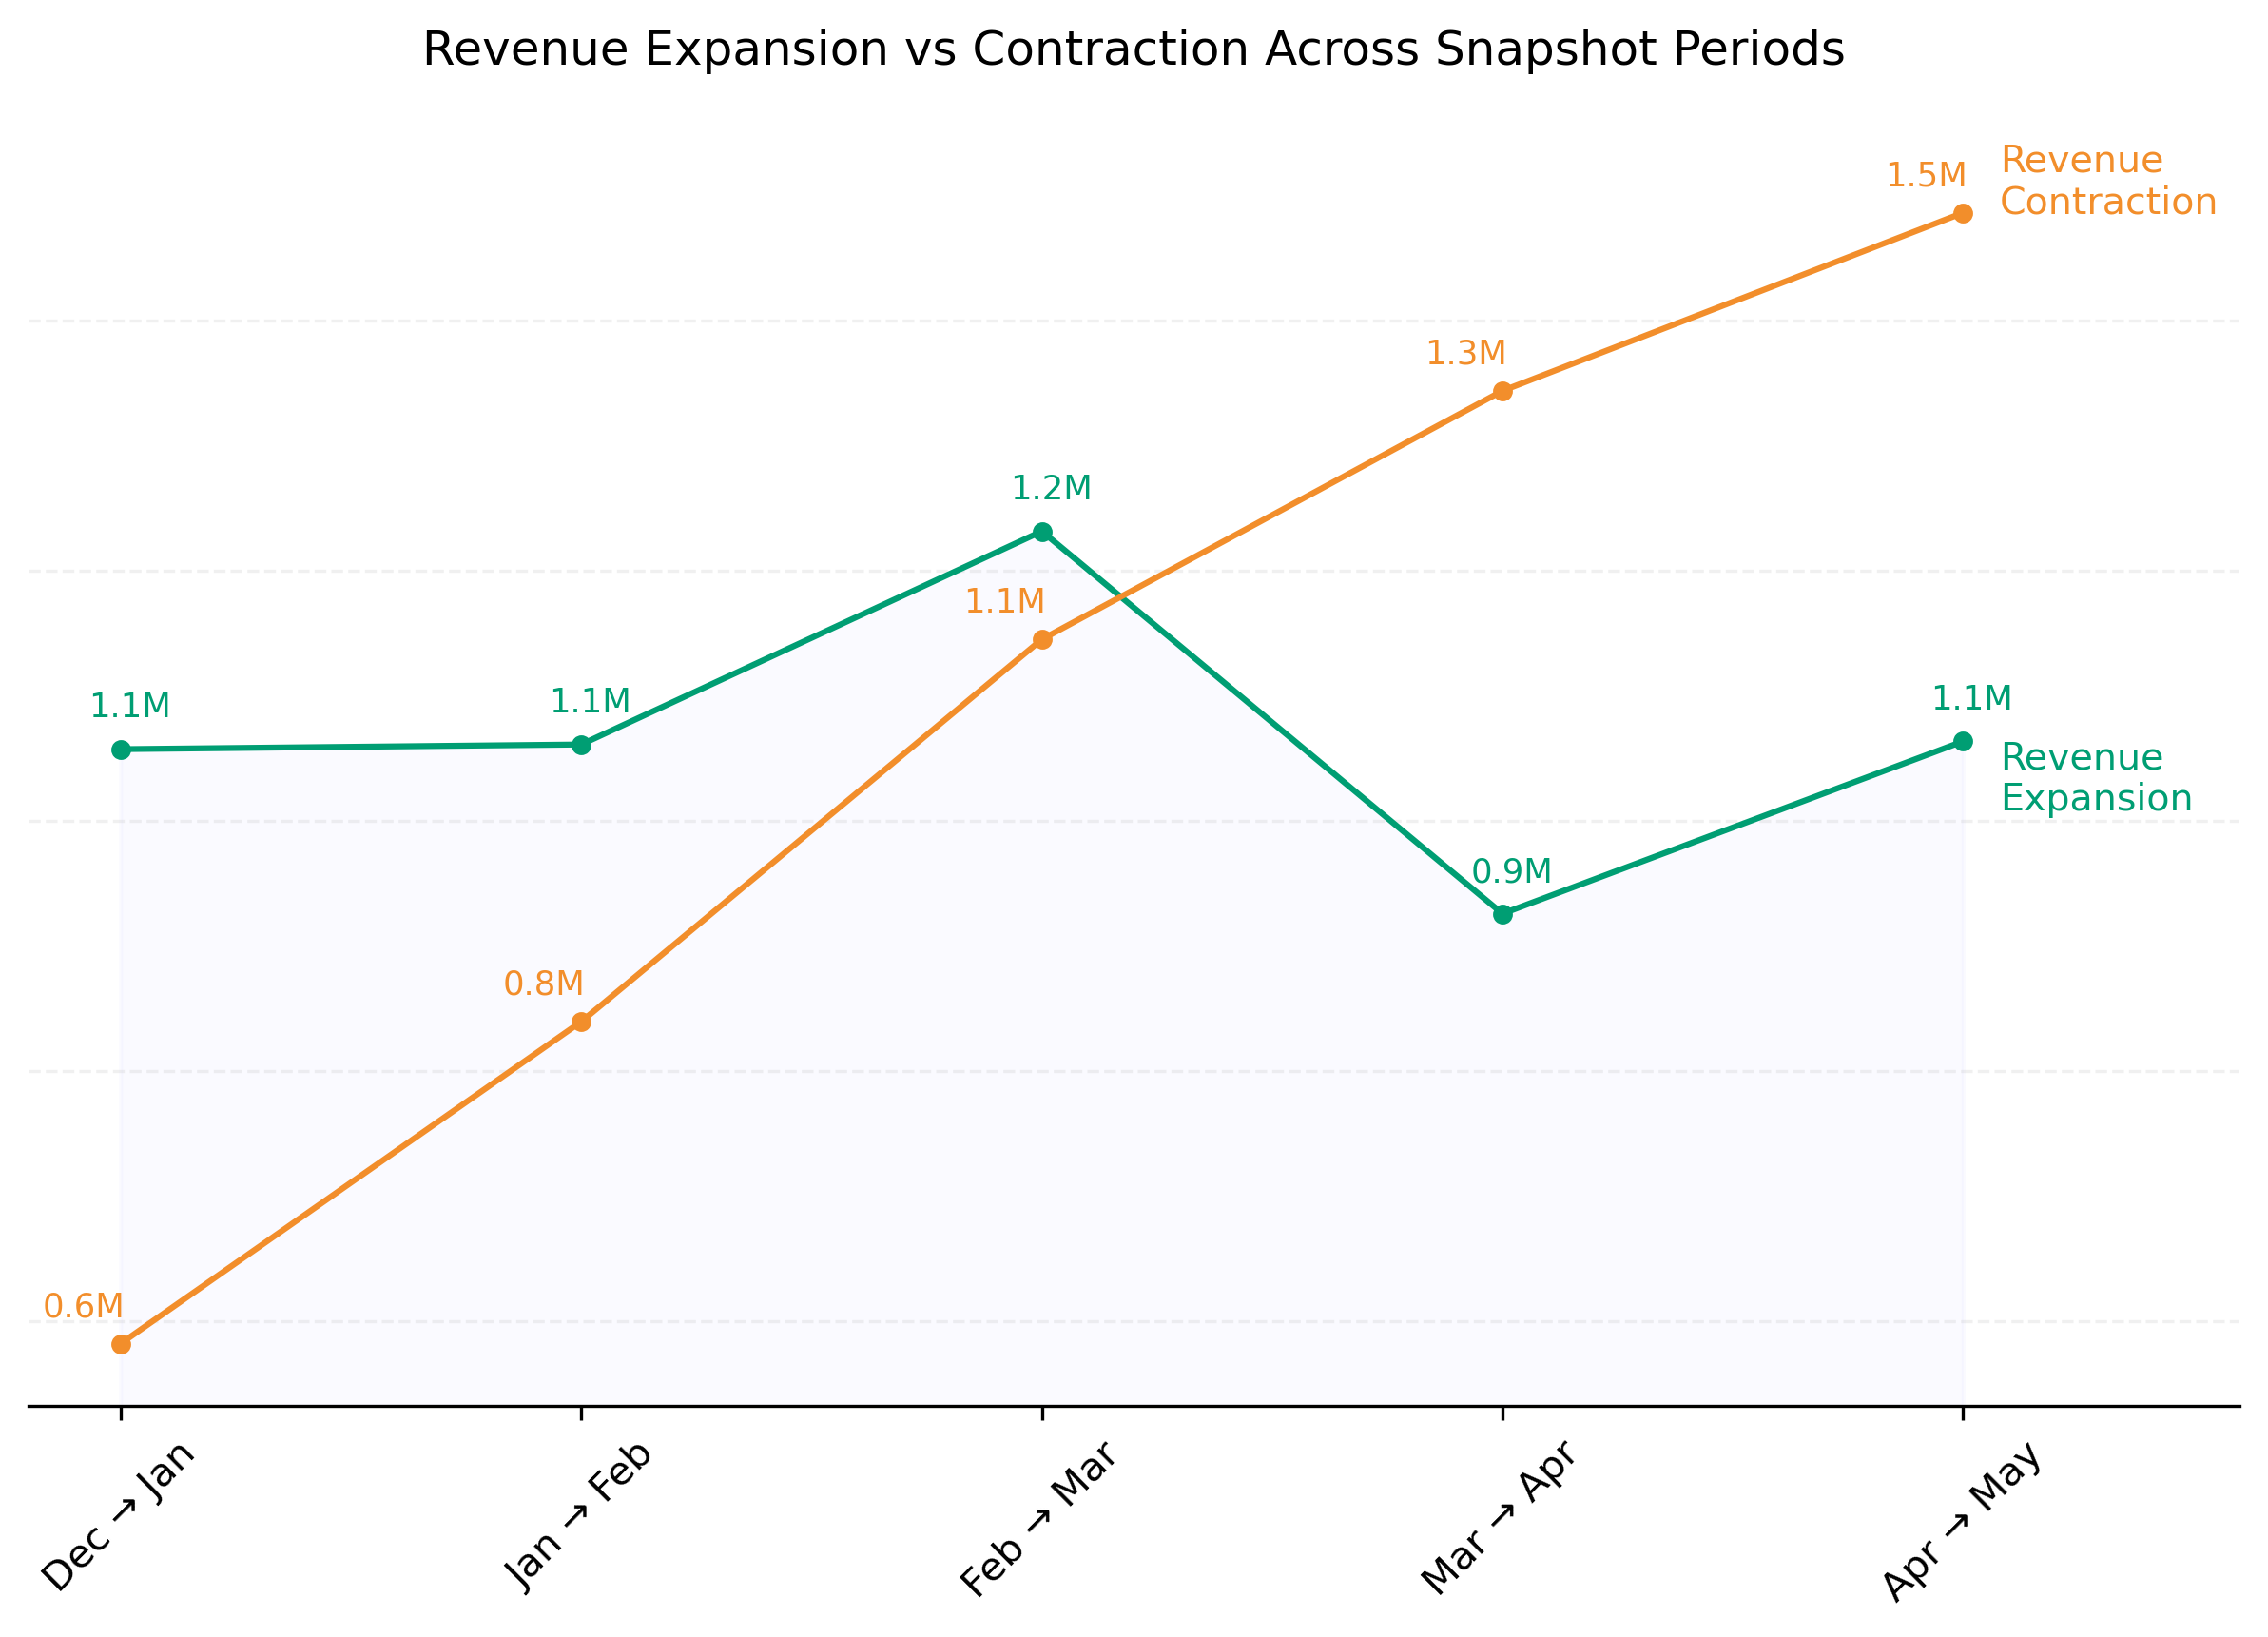 Revenue Expansion vs Contraction Across Snapshot Periods
Revenue
Contraction
1.5M
1.3M
1.2M
1.1M
1.1M
1.1M
1.1M
Revenue
Expansion
0.9M
0.8M
0.6M
Dec → Jan
Jan → Feb
Feb → Mar
Mar → Apr
Apr → May